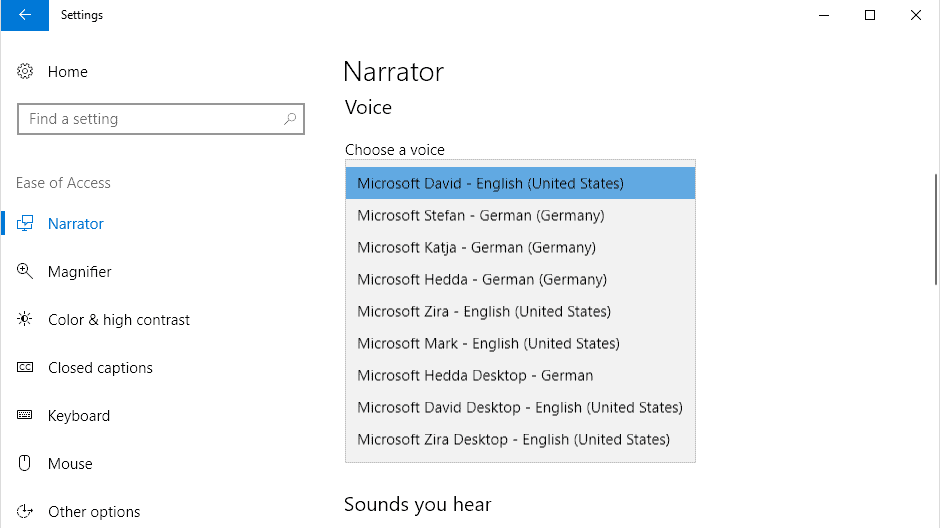 Settings
Home
Find a setting
Ease of Access
Narrator
Magnifier
Color & high contrast
Closed captions
Keyboard
Mouse
Other options
Narrator
Voice
Choose a voice
Microsoft David - English (United States)
Microsoft Stefan - German (Germany)
Microsoft Katja - German (Germany)
Microsoft Hedda - German (Germany)
Microsoft Zira - English (United States)
Microsoft Mark - English (United States)
Microsoft Hedda Desktop - German
Microsoft David Desktop - English (United States)
Microsoft Zira Desktop - English (United States)
Sounds you hear